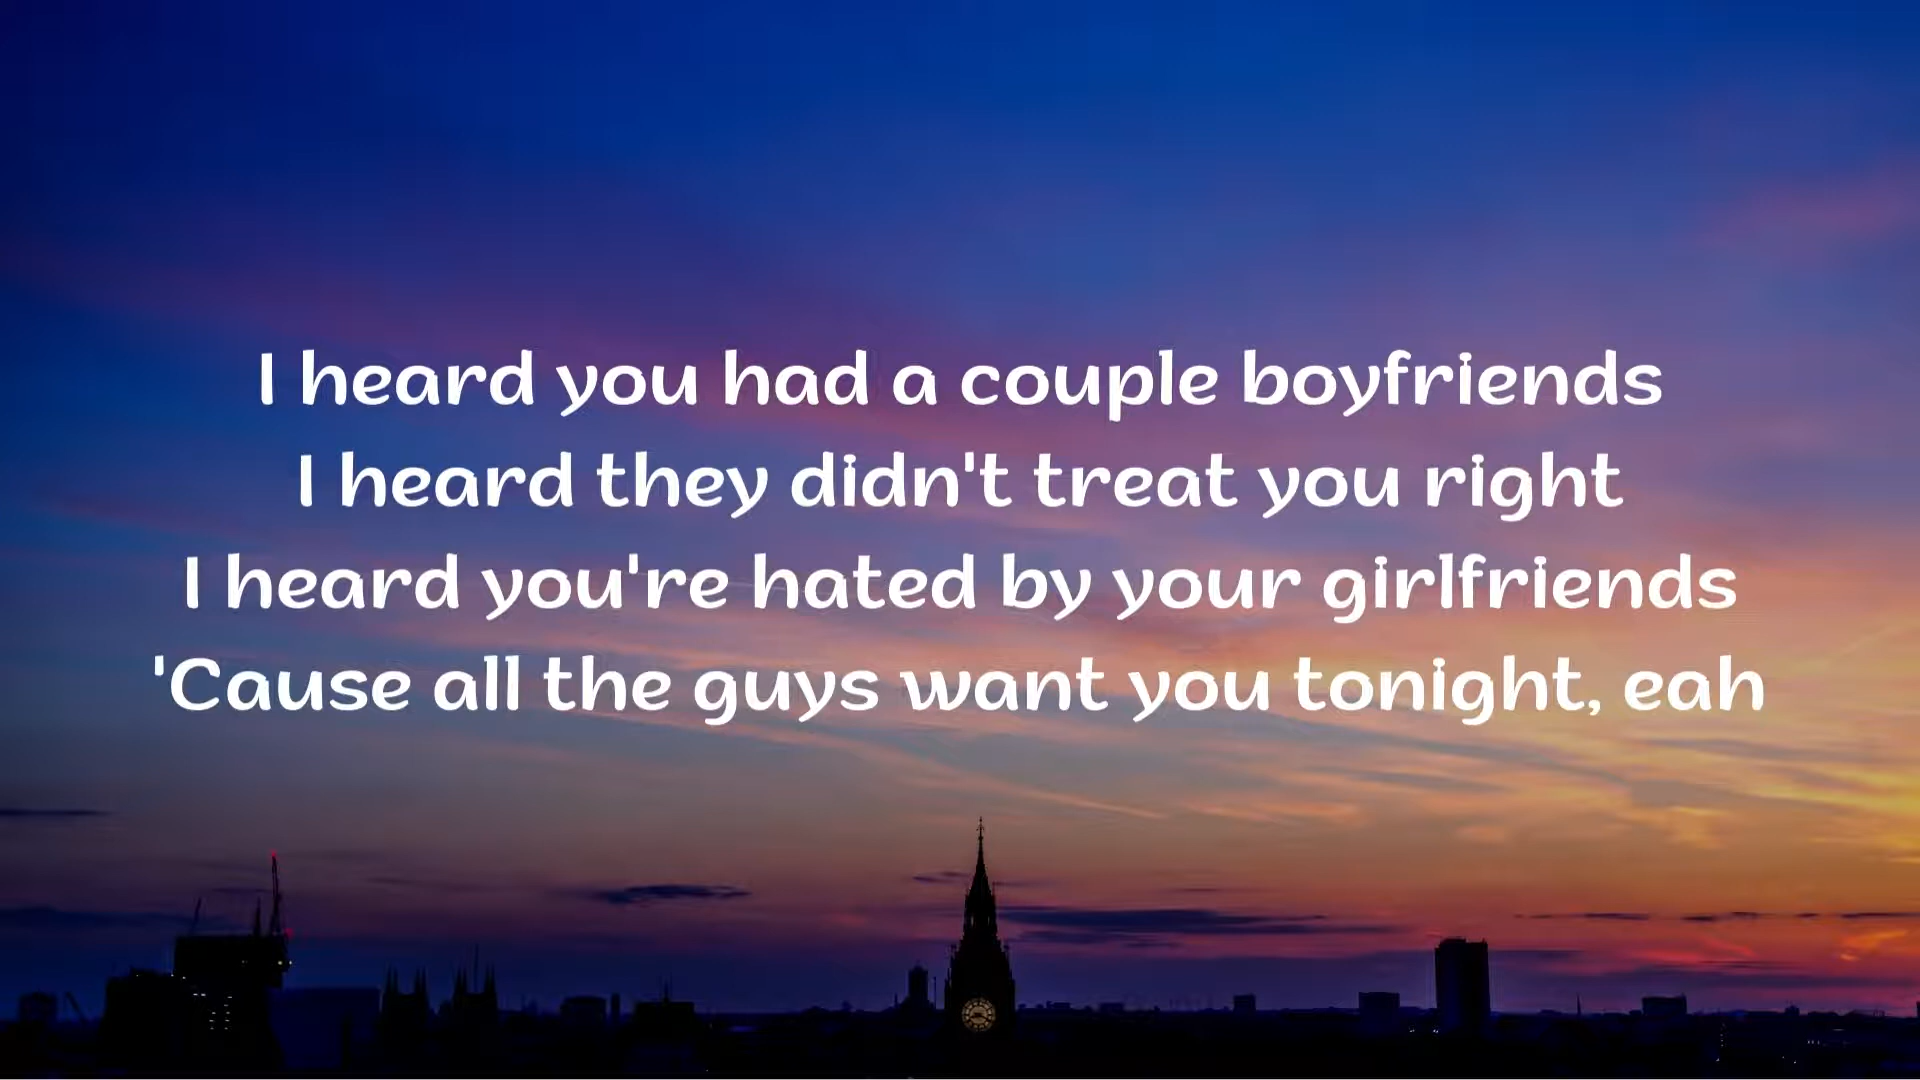 I heard you had a couple boyfriends
I heard they didn't treat you right
I heard you're hated by your girlfriends
'Cause all the guys want you tonight, eah